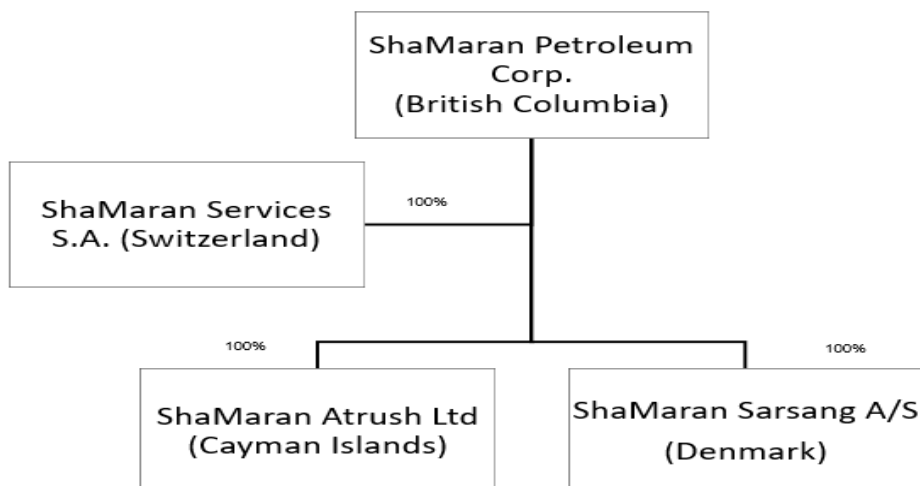 ShaMaran Petroleum
Corp.
(British Columbia)
100%
ShaMaran Services
S.A. (Switzerland)
100%
100%
ShaMaran Atrush Ltd
(Cayman Islands)
ShaMaran Sarsang A/S
(Denmark)